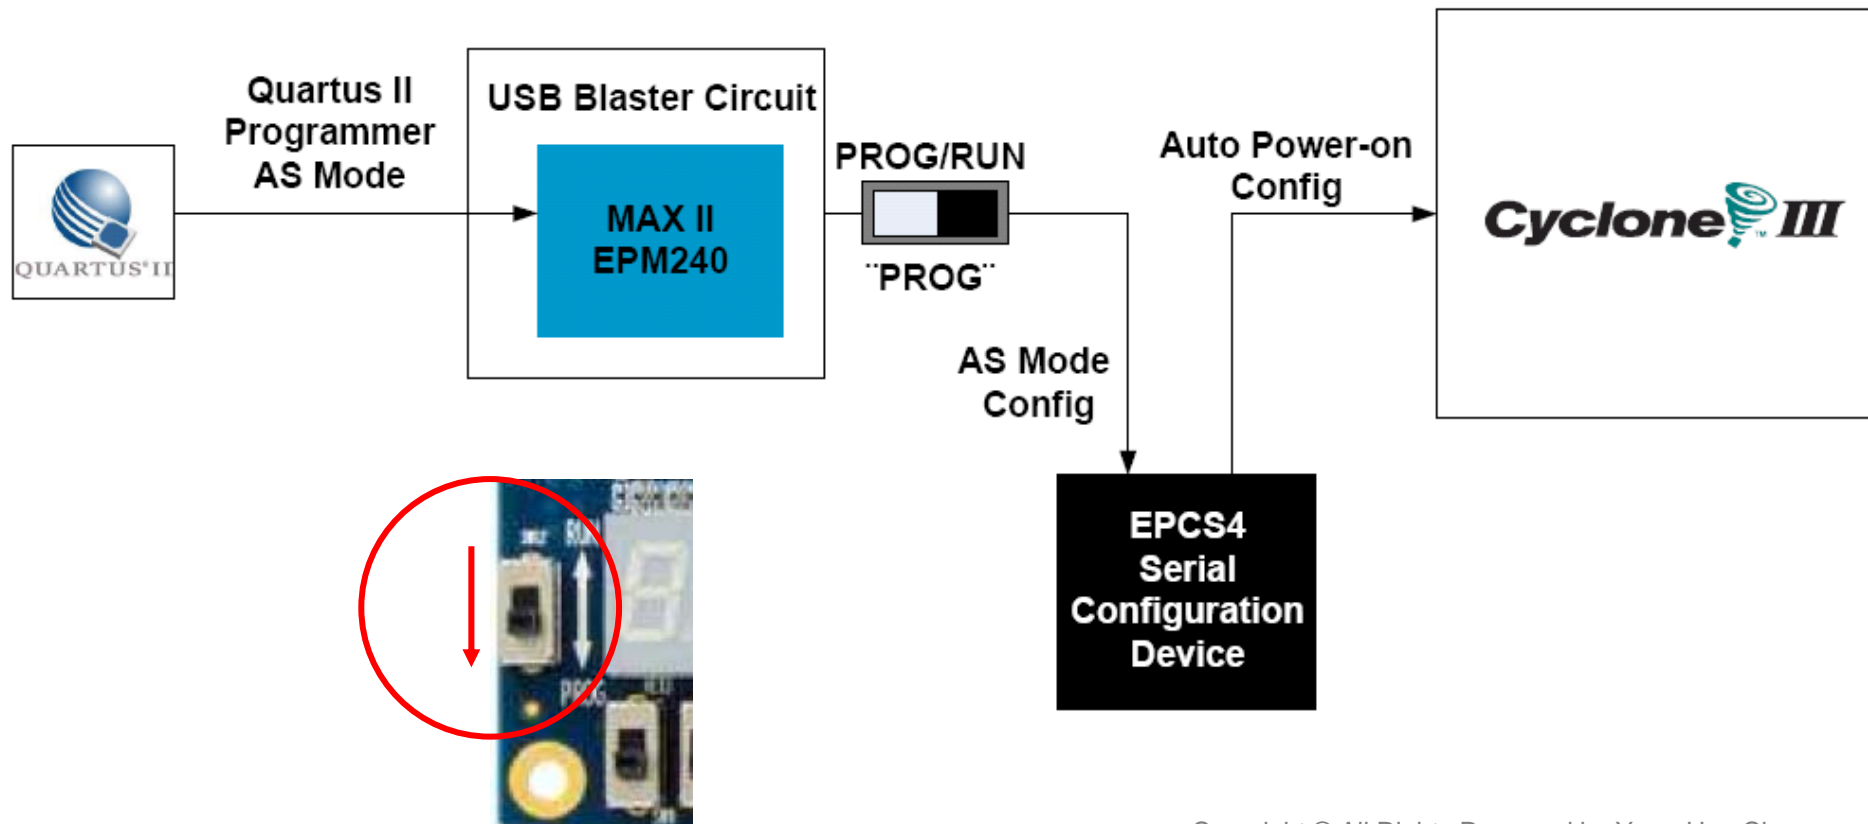 Quartus II
Programmer
AS Mode
QUARTUS II
USB Blaster Circuit
MAX II
EPM240
PROG/RUN
"PROG"
AS Mode
Config
Auto Power-on
Config
Cyclone III
EPCS4
Serial
Configuration
Device
RUN
PROG